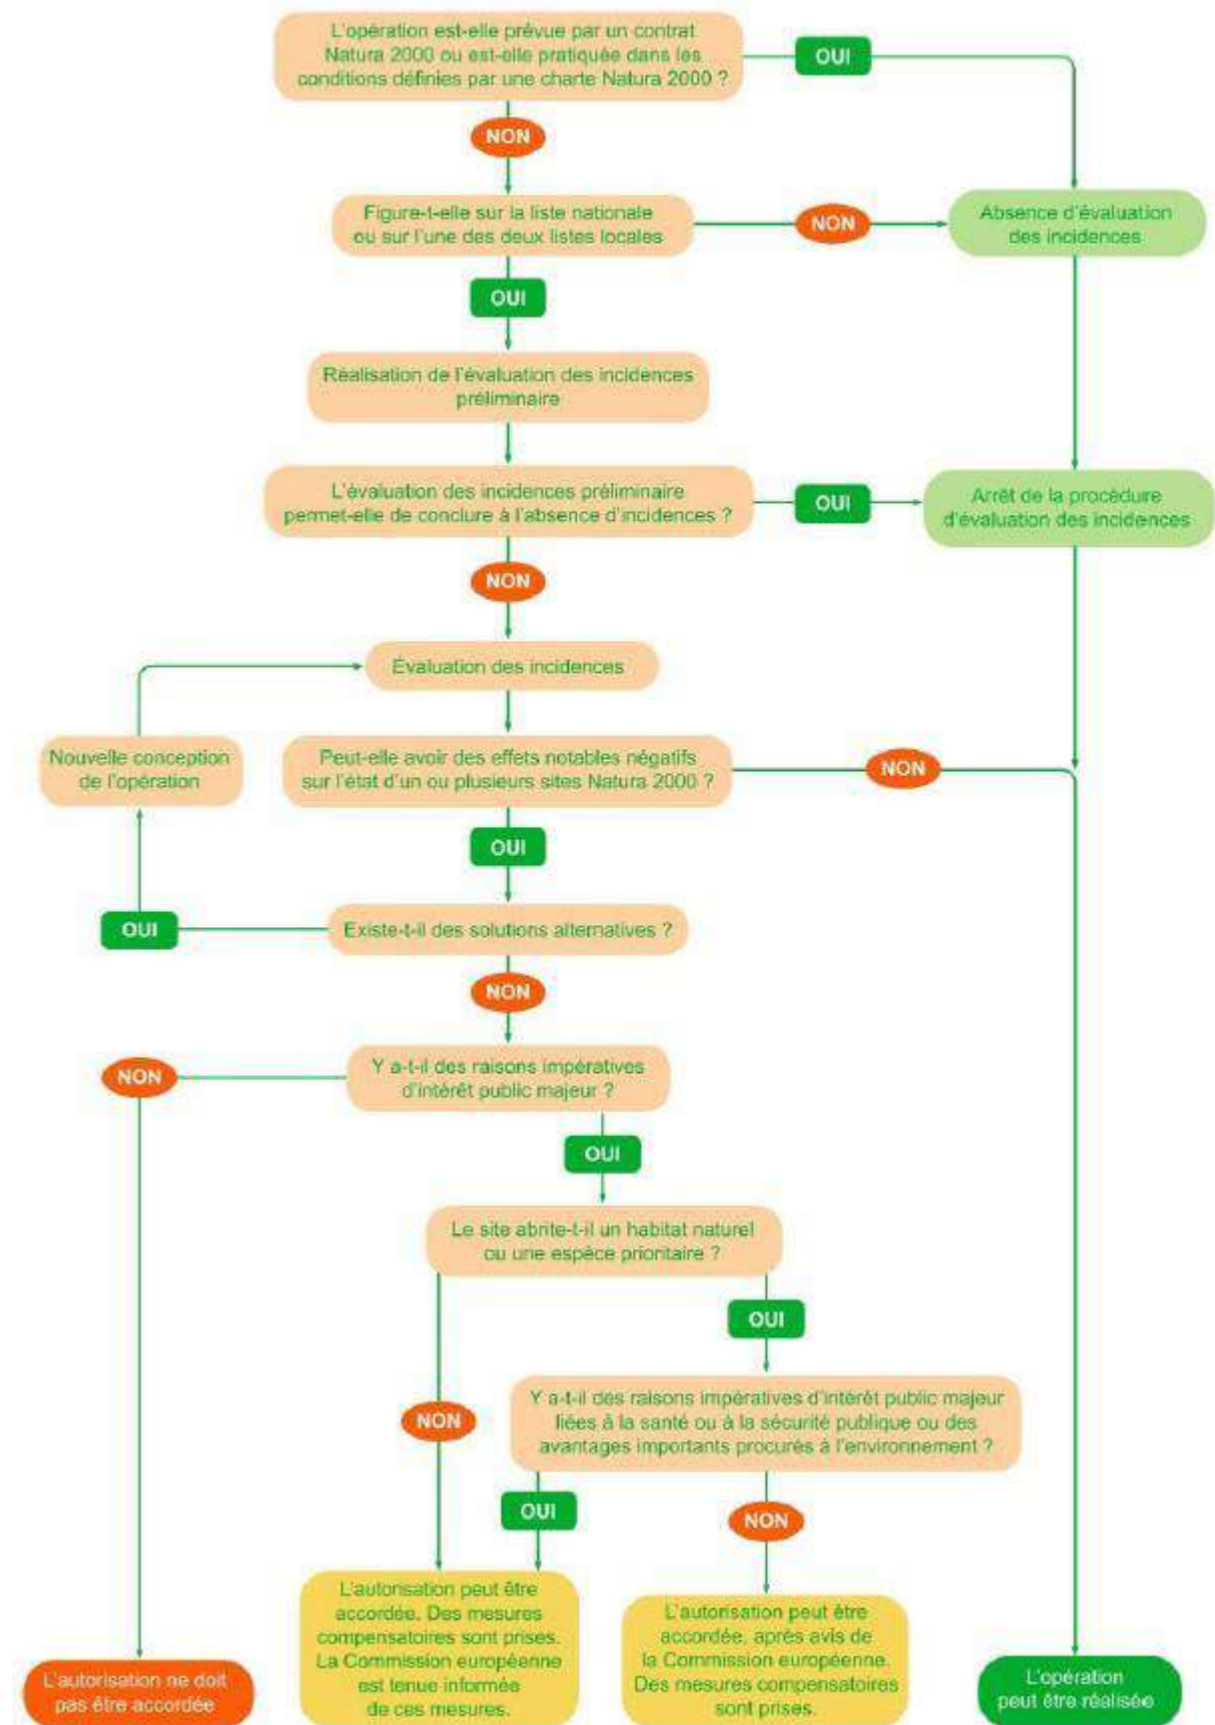 L'opération est-elle prévue par un contrat
Natura 2000 ou est-elle pratiquée dans les
conditions définies par une charte Natura 2000 ?
OUI
NON
Figure-t-elle sur la liste nationale
ou sur l'une des deux listes locales
NON
Absence d'évaluation
des incidences
OUI
Réalisation de l'évaluation des incidences
préliminaire
L'évaluation des incidences préliminaire
permet-elle de conclure à l'absence d'incidences ?
OUI
Arrêt de la procédure
d'évaluation des incidences
NON
Évaluation des incidences
Nouvelle conception
de l'opération
Peut-elle avoir des effets notables négatifs
sur l'état d'un ou plusieurs sites Natura 2000 ?
NON
OUI
OUI
Existe-t-il des solutions alternatives ?
NON
NON
Y a-t-il des raisons impératives
d'intérêt public majeur ?
OUI
Le site abrite-t-il un habitat naturel
ou une espèce prioritaire ?
OUI
NON
Y a-t-il des raisons impératives d'intérêt public majeur
liées à la santé ou à la sécurité publique ou des
avantages importants procurés à l'environnement ?
OUI
NON
L'autorisation ne doit
pas être accordée
L'autorisation peut être
accordée. Des mesures
compensatoires sont prises.
La Commission européenne
est tenue informée
de ces mesures.
L'autorisation peut être
accordée, après avis de
la Commission européenne.
Des mesures compensatoires
sont prises.
L'opération
peut être réalisée